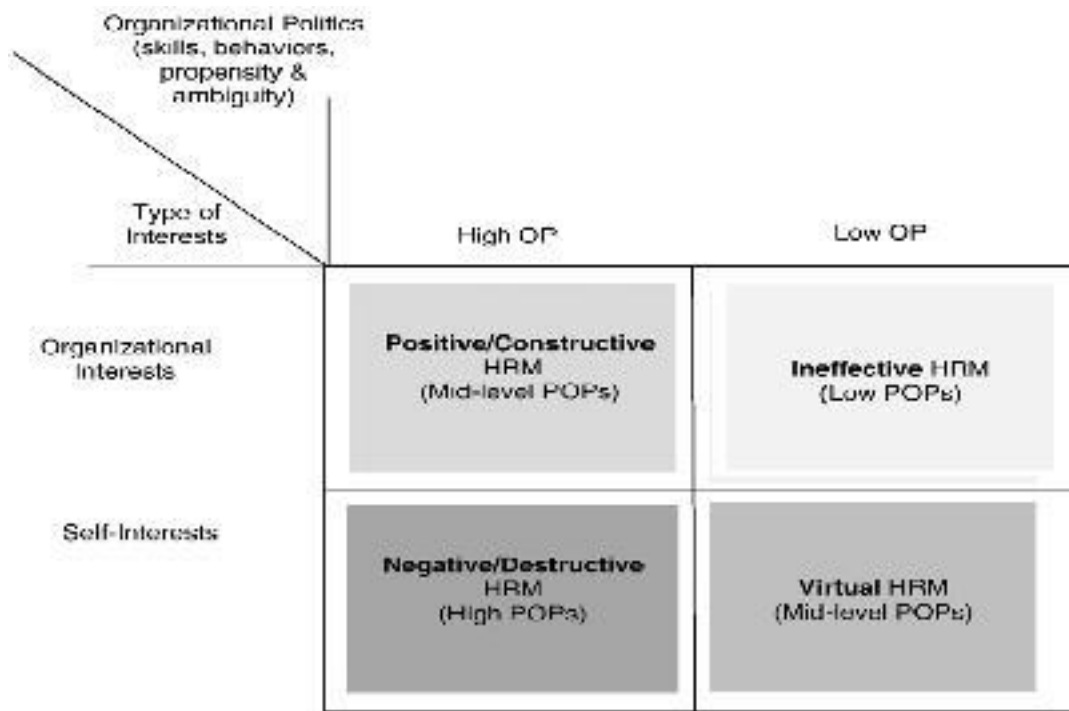 Organizational Politics
(skills, behaviors,
propensity &
ambiguity)
Type of
Interests
High OP
Low OP
Organizational
Interests
Positive/Constructive
HRM
(Mid-level POPs)
Ineffective HRM
(Low POPs)
Self-Interests
Negative/Destructive
HRM
(High POPs)
Virtual HRM
(Mid-level POPs)